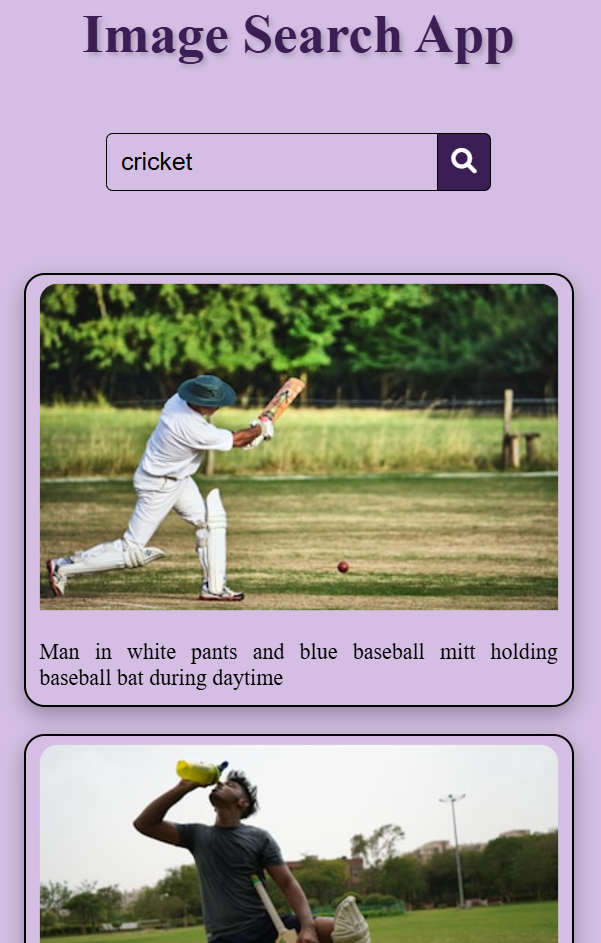 Image Search App
cricket
Man in white pants and blue baseball mitt holding
baseball bat during daytime